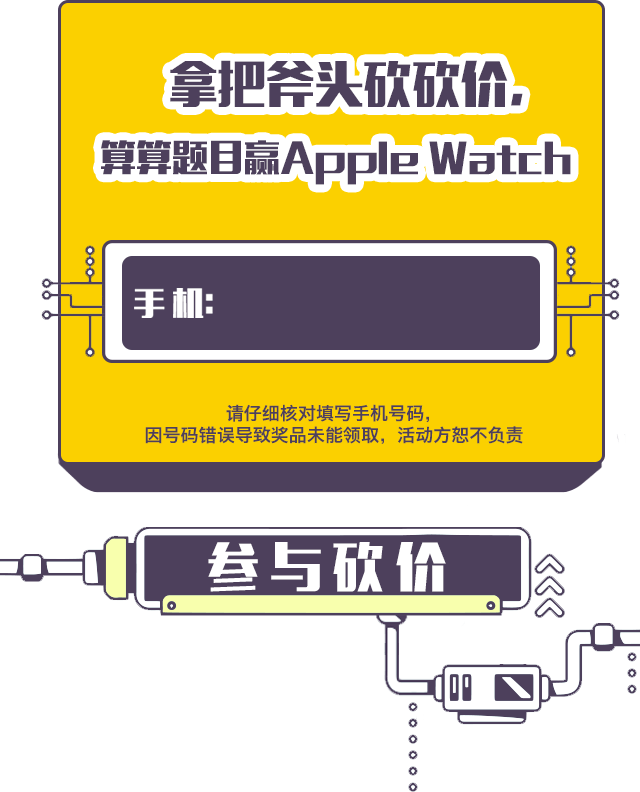 拿把斧头砍砍价,
算算题目赢Apple Watch
手机:
请仔细核对填写手机号码,
因号码错误导致奖品未能领取, 活动方恕不负责
参与砍价